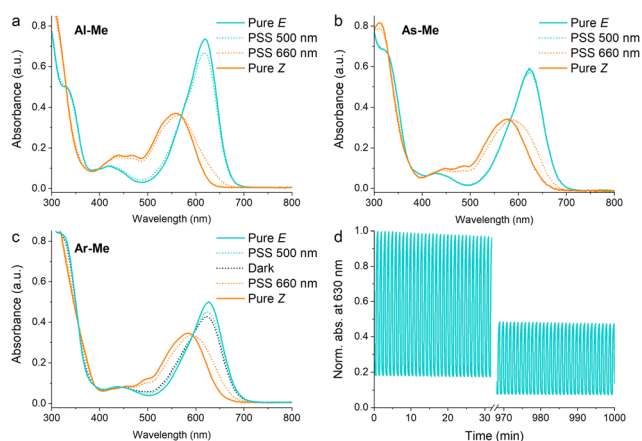 a
Al-Me
Pure E
PSS 500 nm
PSS 660 nm
Pure Z
Absorbance (a.u.)
0.8
0.6
0.4
0.2
0.0
300 400 500 600 700 800
Wavelength (nm)
b
As-Me
Pure E
PSS 500 nm
PSS 660 nm
Pure Z
Absorbance (a.u.)
0.8
0.6
0.4
0.2
0.0
300 400 500 600 700 800
Wavelength (nm)
c
Ar-Me
Pure E
PSS 500 nm
Dark
PSS 660 nm
Pure Z
Absorbance (a.u.)
0.8
0.6
0.4
0.2
0.0
300 400 500 600 700 800
Wavelength (nm)
d
Norm. abs. at 630 nm
1.0
0.8
0.6
0.4
0.2
0.0
0 10 20 30 970 980 990 1000
Time (min)